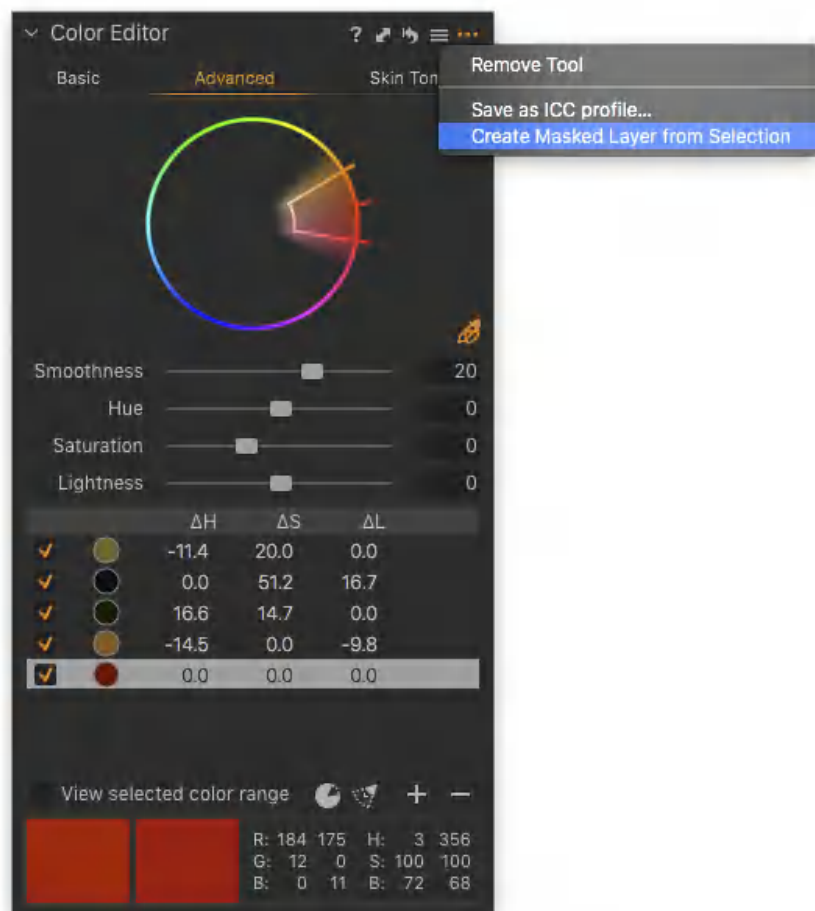 Color Editor ?
Basic Advanced Skin Ton
Remove Tool
Save as ICC profile...
Create Masked Layer from Selection
Smoothness 20
Hue 0
Saturation 0
Lightness 0
ΔH ΔS ΔL
-11.4 20.0 0.0
0.0 51.2 16.7
16.6 14.7 0.0
-14.5 0.0 -9.8
0.0 0.0 0.0
View selected color range
R: 184 175 H: 3 356
G: 12 0 S: 100 100
B: 0 11 B: 72 68